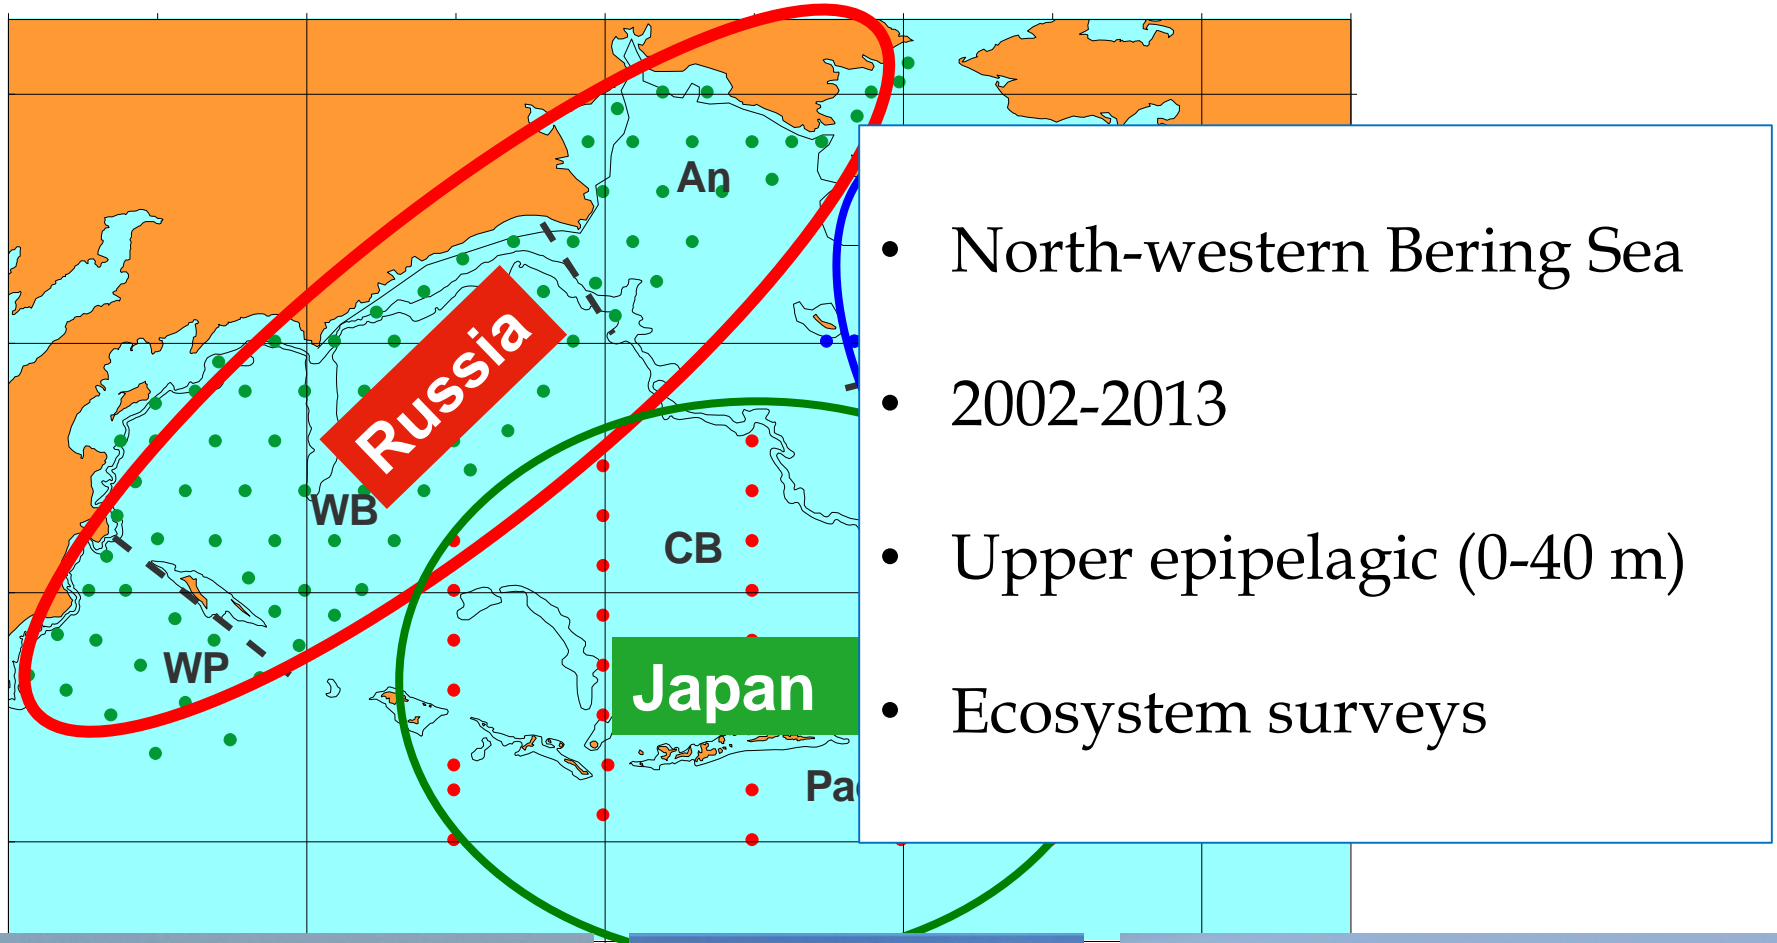 An
Russia
WB
CB
WP
Japan
• North-western Bering Sea
• 2002-2013
• Upper epipelagic (0-40 m)
• Ecosystem surveys